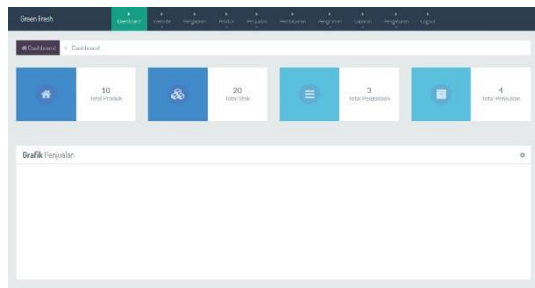 Green Fresh
Dashboard Website Pengadaan Produk Penjualan Pembayaran Pengiriman Laporan Pengaturan Logout
Dashboard > Dashboard
10 20 3 4
Total Produk Total Stok Total Pengadaan Total Penjualan
Grafik Penjualan